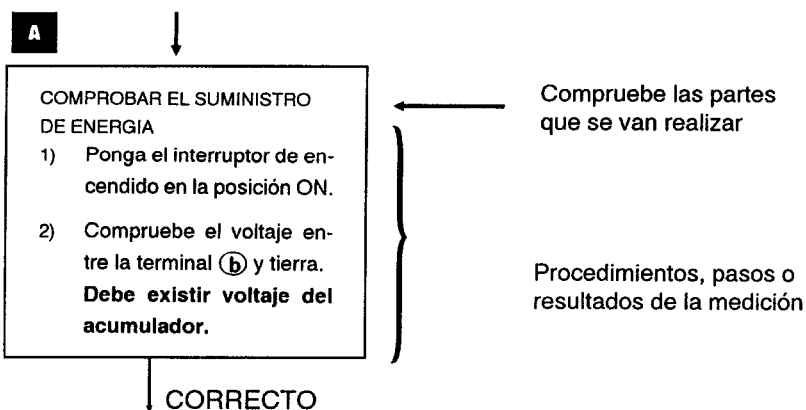 A
COMPROBAR EL SUMINISTRO
DE ENERGIA
1) Ponga el interruptor de en-
cendido en la posición ON.
2) Compruebe el voltaje en-
tre la terminal ⓑ y tierra.
Debe existir voltaje del
acumulador.
CORRECTO
Compruebe las partes
que se van realizar
Procedimientos, pasos o
resultados de la medición